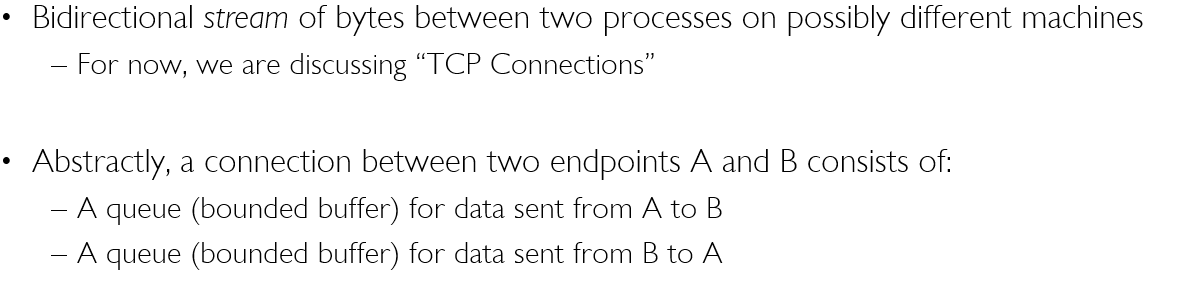 • Bidirectional stream of bytes between two processes on possibly different machines
– For now, we are discussing “TCP Connections”
• Abstractly, a connection between two endpoints A and B consists of:
– A queue (bounded buffer) for data sent from A to B
– A queue (bounded buffer) for data sent from B to A